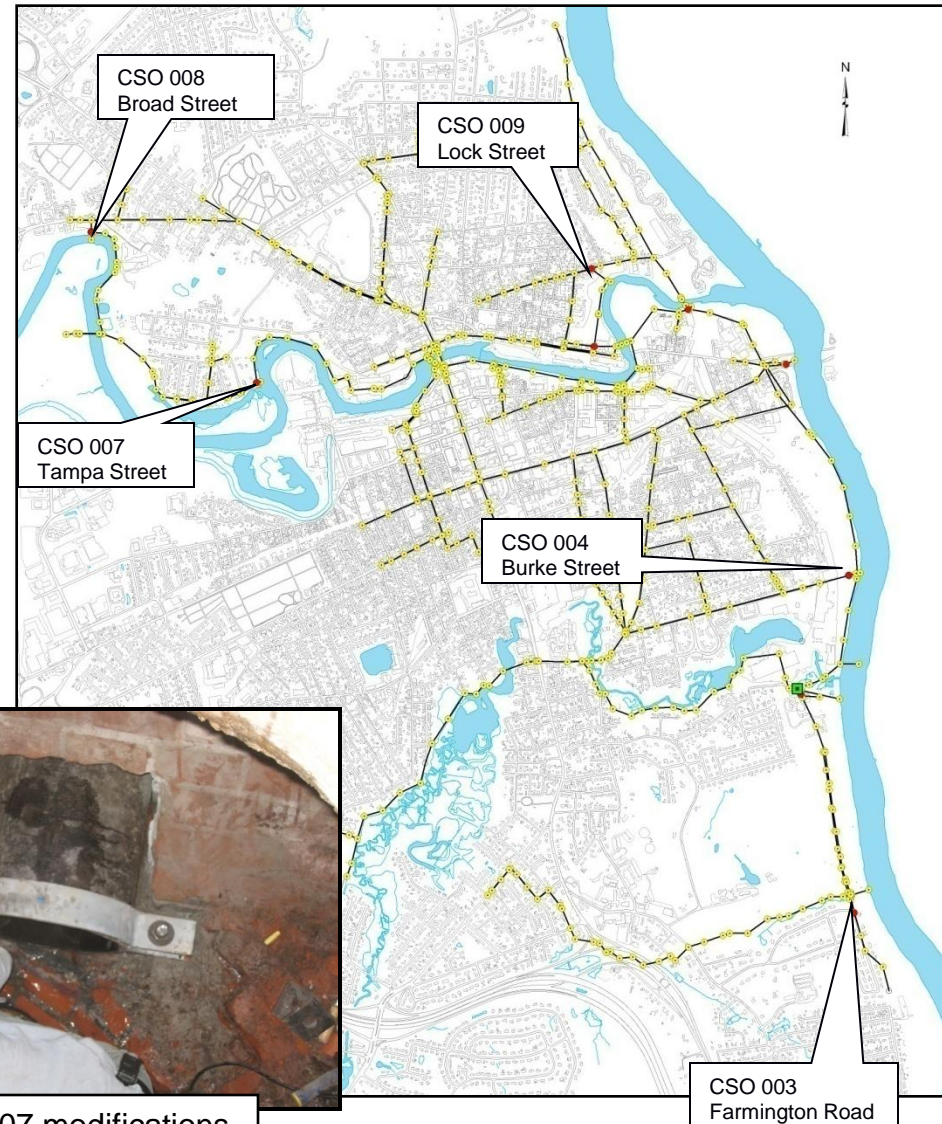 CSO 008
Broad Street
N
CSO 009
Lock Street
CSO 007
Tampa Street
CSO 004
Burke Street
07 modifications
CSO 003
Farmington Road